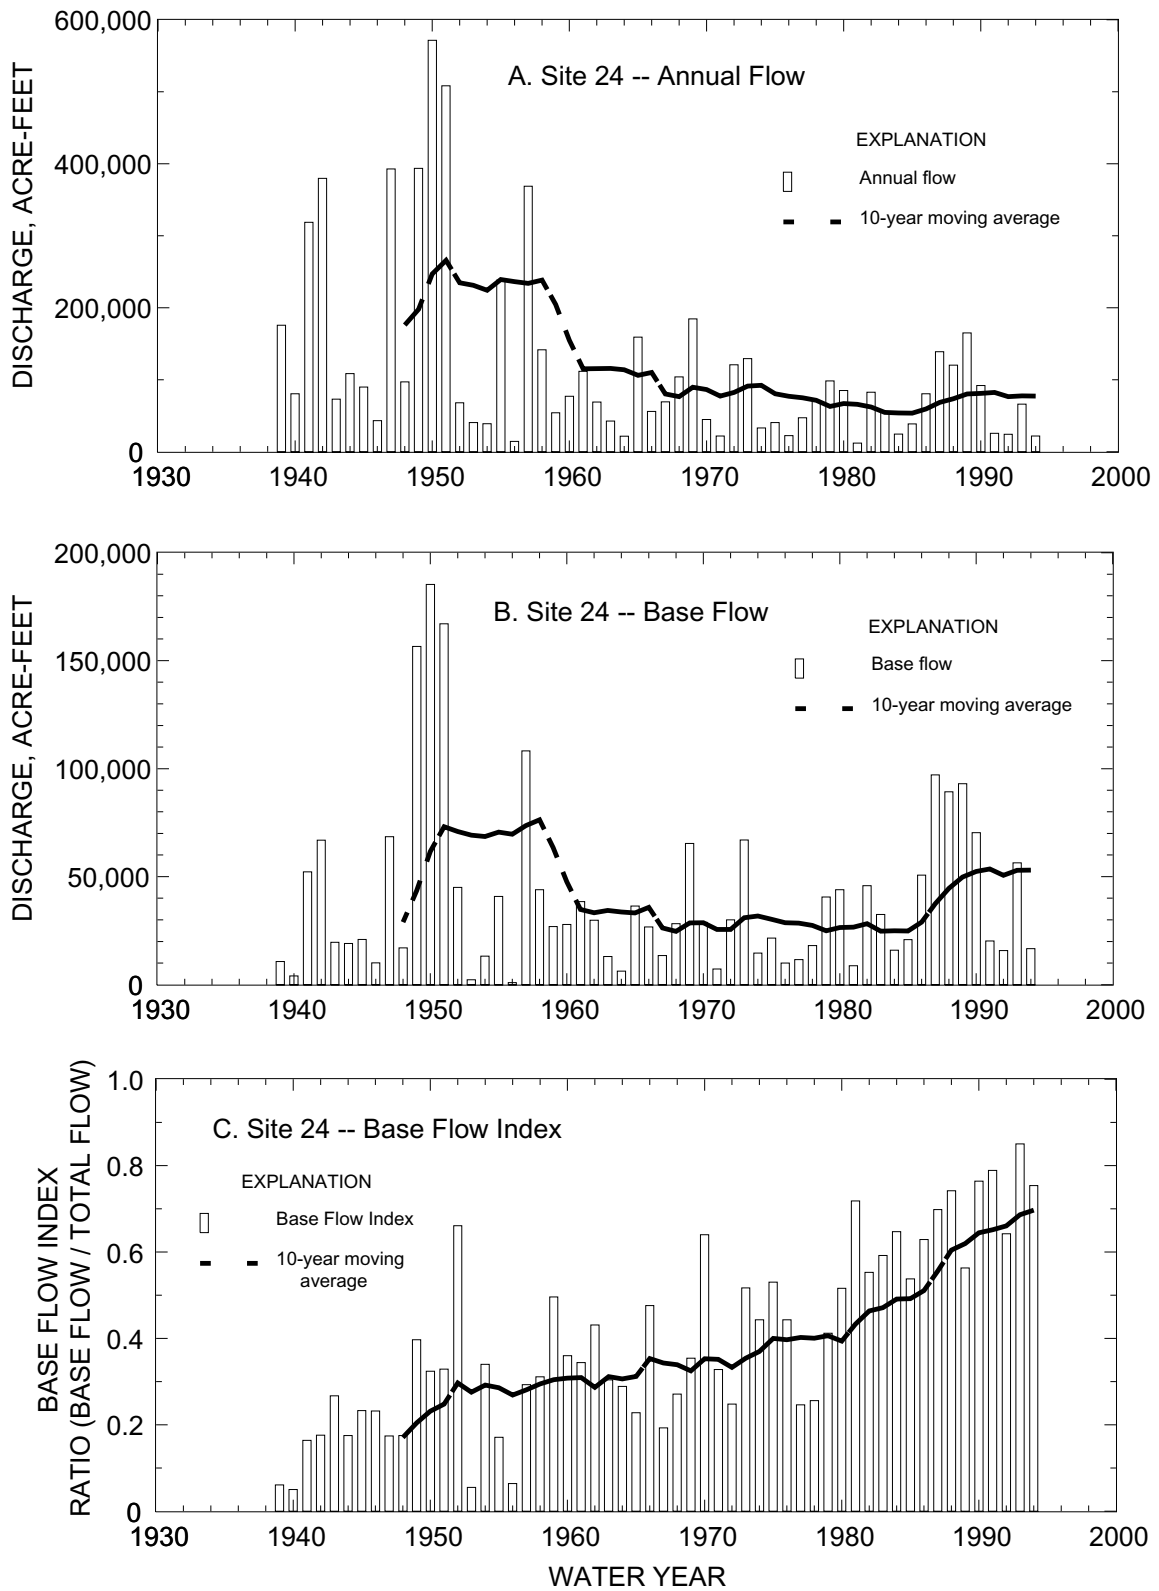 600,000
400,000
200,000
0
DISCHARGE, ACRE-FEET
A. Site 24 -- Annual Flow
EXPLANATION
Annual flow
10-year moving average
1930 1940 1950 1960 1970 1980 1990 2000
200,000
150,000
100,000
50,000
0
DISCHARGE, ACRE-FEET
B. Site 24 -- Base Flow
EXPLANATION
Base flow
10-year moving average
1930 1940 1950 1960 1970 1980 1990 2000
1.0
0.8
0.6
0.4
0.2
0
BASE FLOW INDEX
RATIO (BASE FLOW / TOTAL FLOW)
C. Site 24 -- Base Flow Index
EXPLANATION
Base Flow Index
10-year moving
average
1930 1940 1950 1960 1970 1980 1990 2000
WATER YEAR